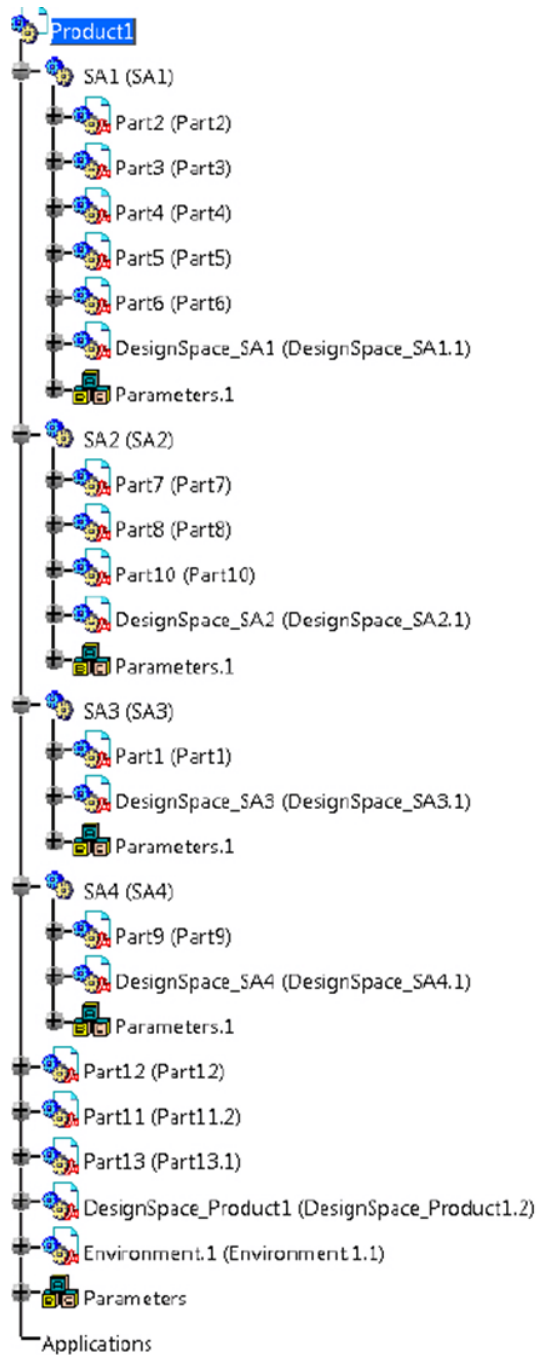 Product1
SA1 (SA1)
Part2 (Part2)
Part3 (Part3)
Part4 (Part4)
Part5 (Part5)
Part6 (Part6)
DesignSpace_SA1 (DesignSpace_SA1.1)
Parameters.1
SA2 (SA2)
Part7 (Part7)
Part8 (Part8)
Part10 (Part10)
DesignSpace_SA2 (DesignSpace_SA2.1)
Parameters.1
SA3 (SA3)
Part1 (Part1)
DesignSpace_SA3 (DesignSpace_SA3.1)
Parameters.1
SA4 (SA4)
Part9 (Part9)
DesignSpace_SA4 (DesignSpace_SA4.1)
Parameters.1
Part12 (Part12)
Part11 (Part11.2)
Part13 (Part13.1)
DesignSpace_Product1 (DesignSpace_Product1.2)
Environment.1 (Environment.1.1)
Parameters
Applications